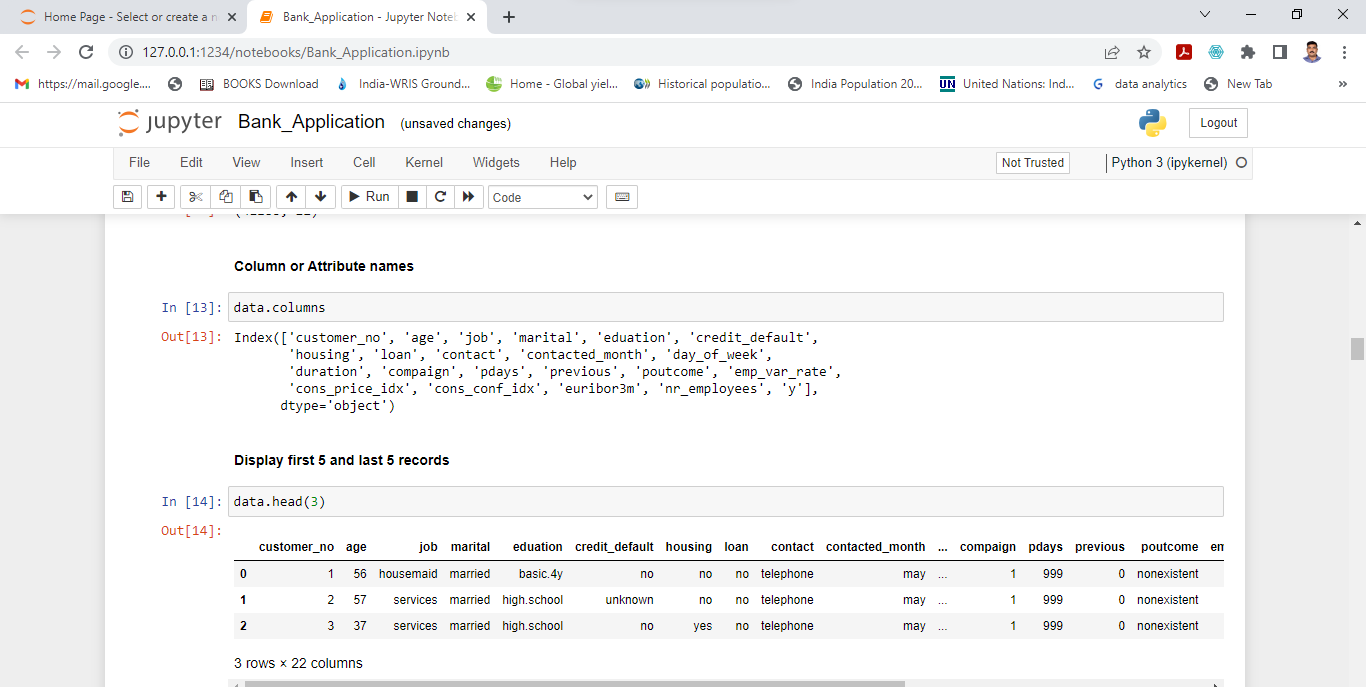 Home Page - Select or create a n
Bank_Application - Jupyter Note
127.0.0.1:1234/notebooks/Bank_Application.ipynb
https://mail.google.... BOOKS Download India-WRIS Ground... Home - Global yiel... Historical populatio... India Population 20... UN United Nations: Ind... G data analytics New Tab »
jupyter Bank_Application (unsaved changes) Logout
File Edit View Insert Cell Kernel Widgets Help Not Trusted Python 3 (ipykernel)
Run Code
Column or Attribute names
In [13]: data.columns
Out[13]: Index(['customer_no', 'age', 'job', 'marital', 'eduation', 'credit_default',
'housing', 'loan', 'contact', 'contacted_month', 'day_of_week',
'duration', 'compaign', 'pdays', 'previous', 'poutcome', 'emp_var_rate',
'cons_price_idx', 'cons_conf_idx', 'euribor3m', 'nr_employees', 'y'],
dtype='object')
Display first 5 and last 5 records
In [14]: data.head(3)
Out[14]:
customer_no age job marital eduation credit_default housing loan contact contacted_month ... compaign pdays previous poutcome en
0 1 56 housemaid married basic.4y no no no telephone may ... 1 999 0 nonexistent
1 2 57 services married high.school unknown no no telephone may ... 1 999 0 nonexistent
2 3 37 services married high.school no yes no telephone may ... 1 999 0 nonexistent
3 rows × 22 columns